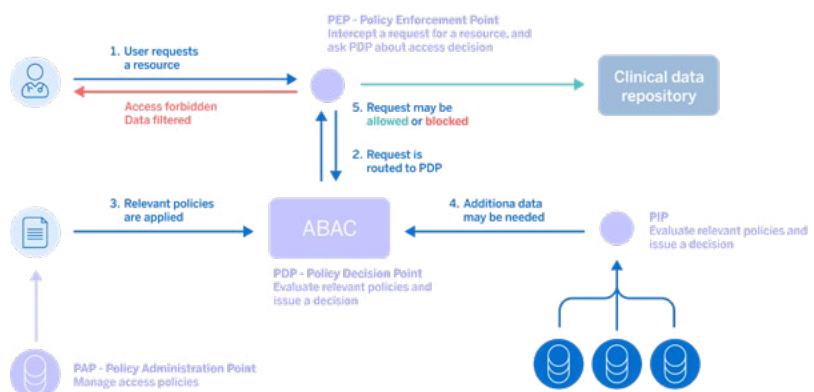 PEP - Policy Enforcement Point
Intercept a request for a resource, and
ask PDP about access decision
1. User requests
a resource
Access forbidden
Data filtered
Clinical data
repository
5. Request may be
allowed or blocked
2. Request is
routed to PDP
3. Relevant policies
are applied
ABAC
4. Additiona data
may be needed
PIP
Evaluate relevant policies and
issue a decision
PDP - Policy Decision Point
Evaluate relevant policies and
issue a decision
PAP - Policy Administration Point
Manage access policies